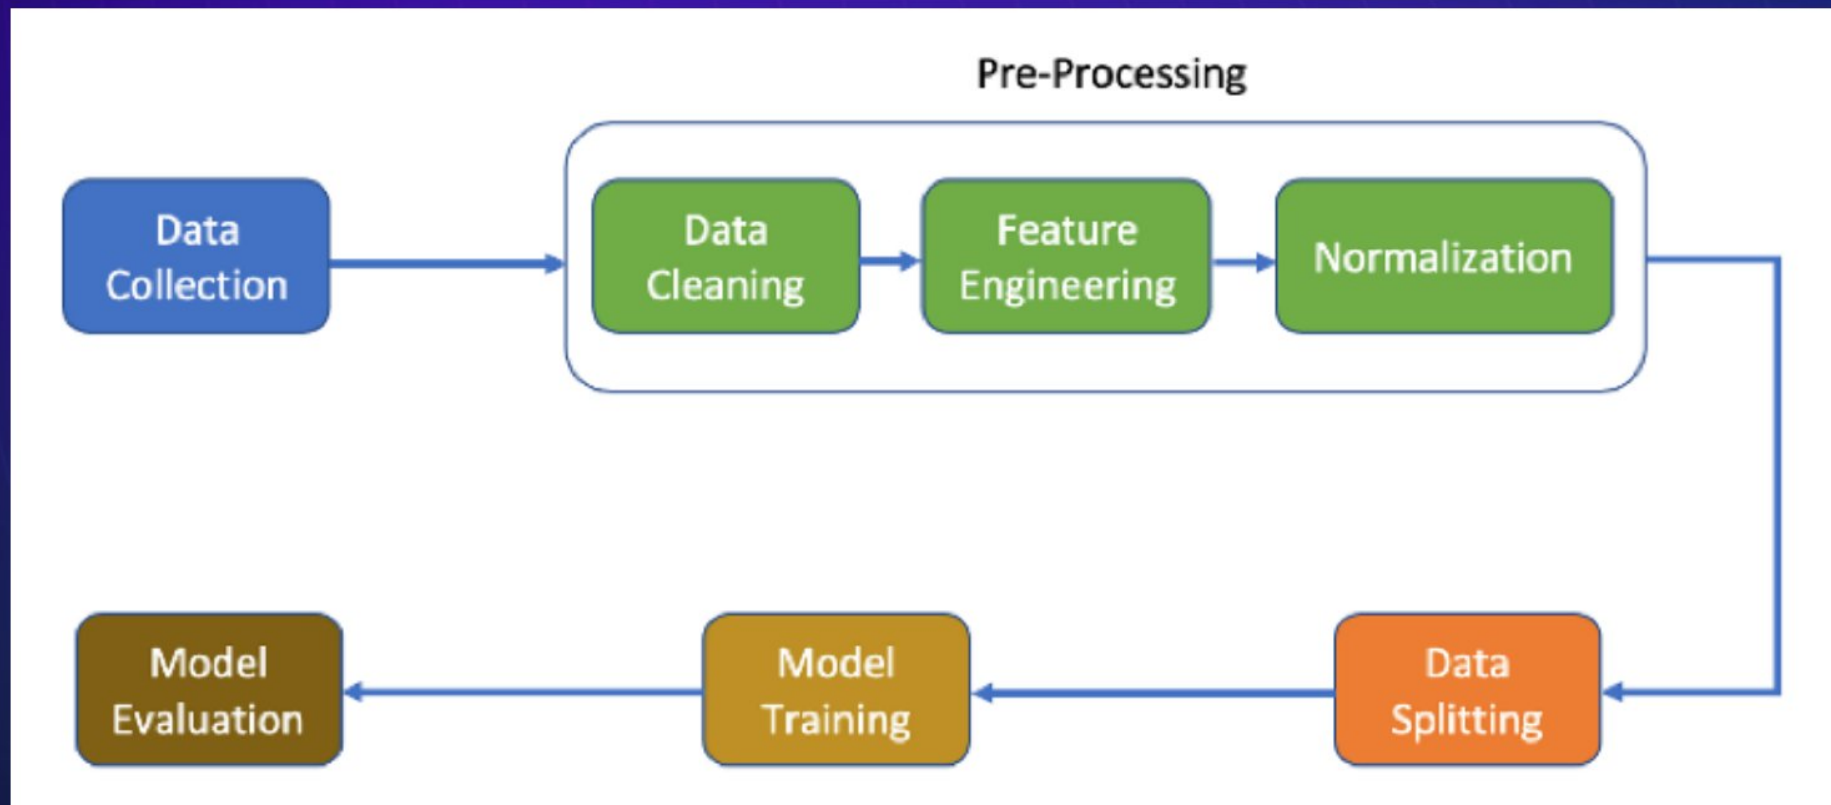 Pre-Processing
Data
Collection
Data
Cleaning
Feature
Engineering
Normalization
Data
Splitting
Model
Training
Model
Evaluation